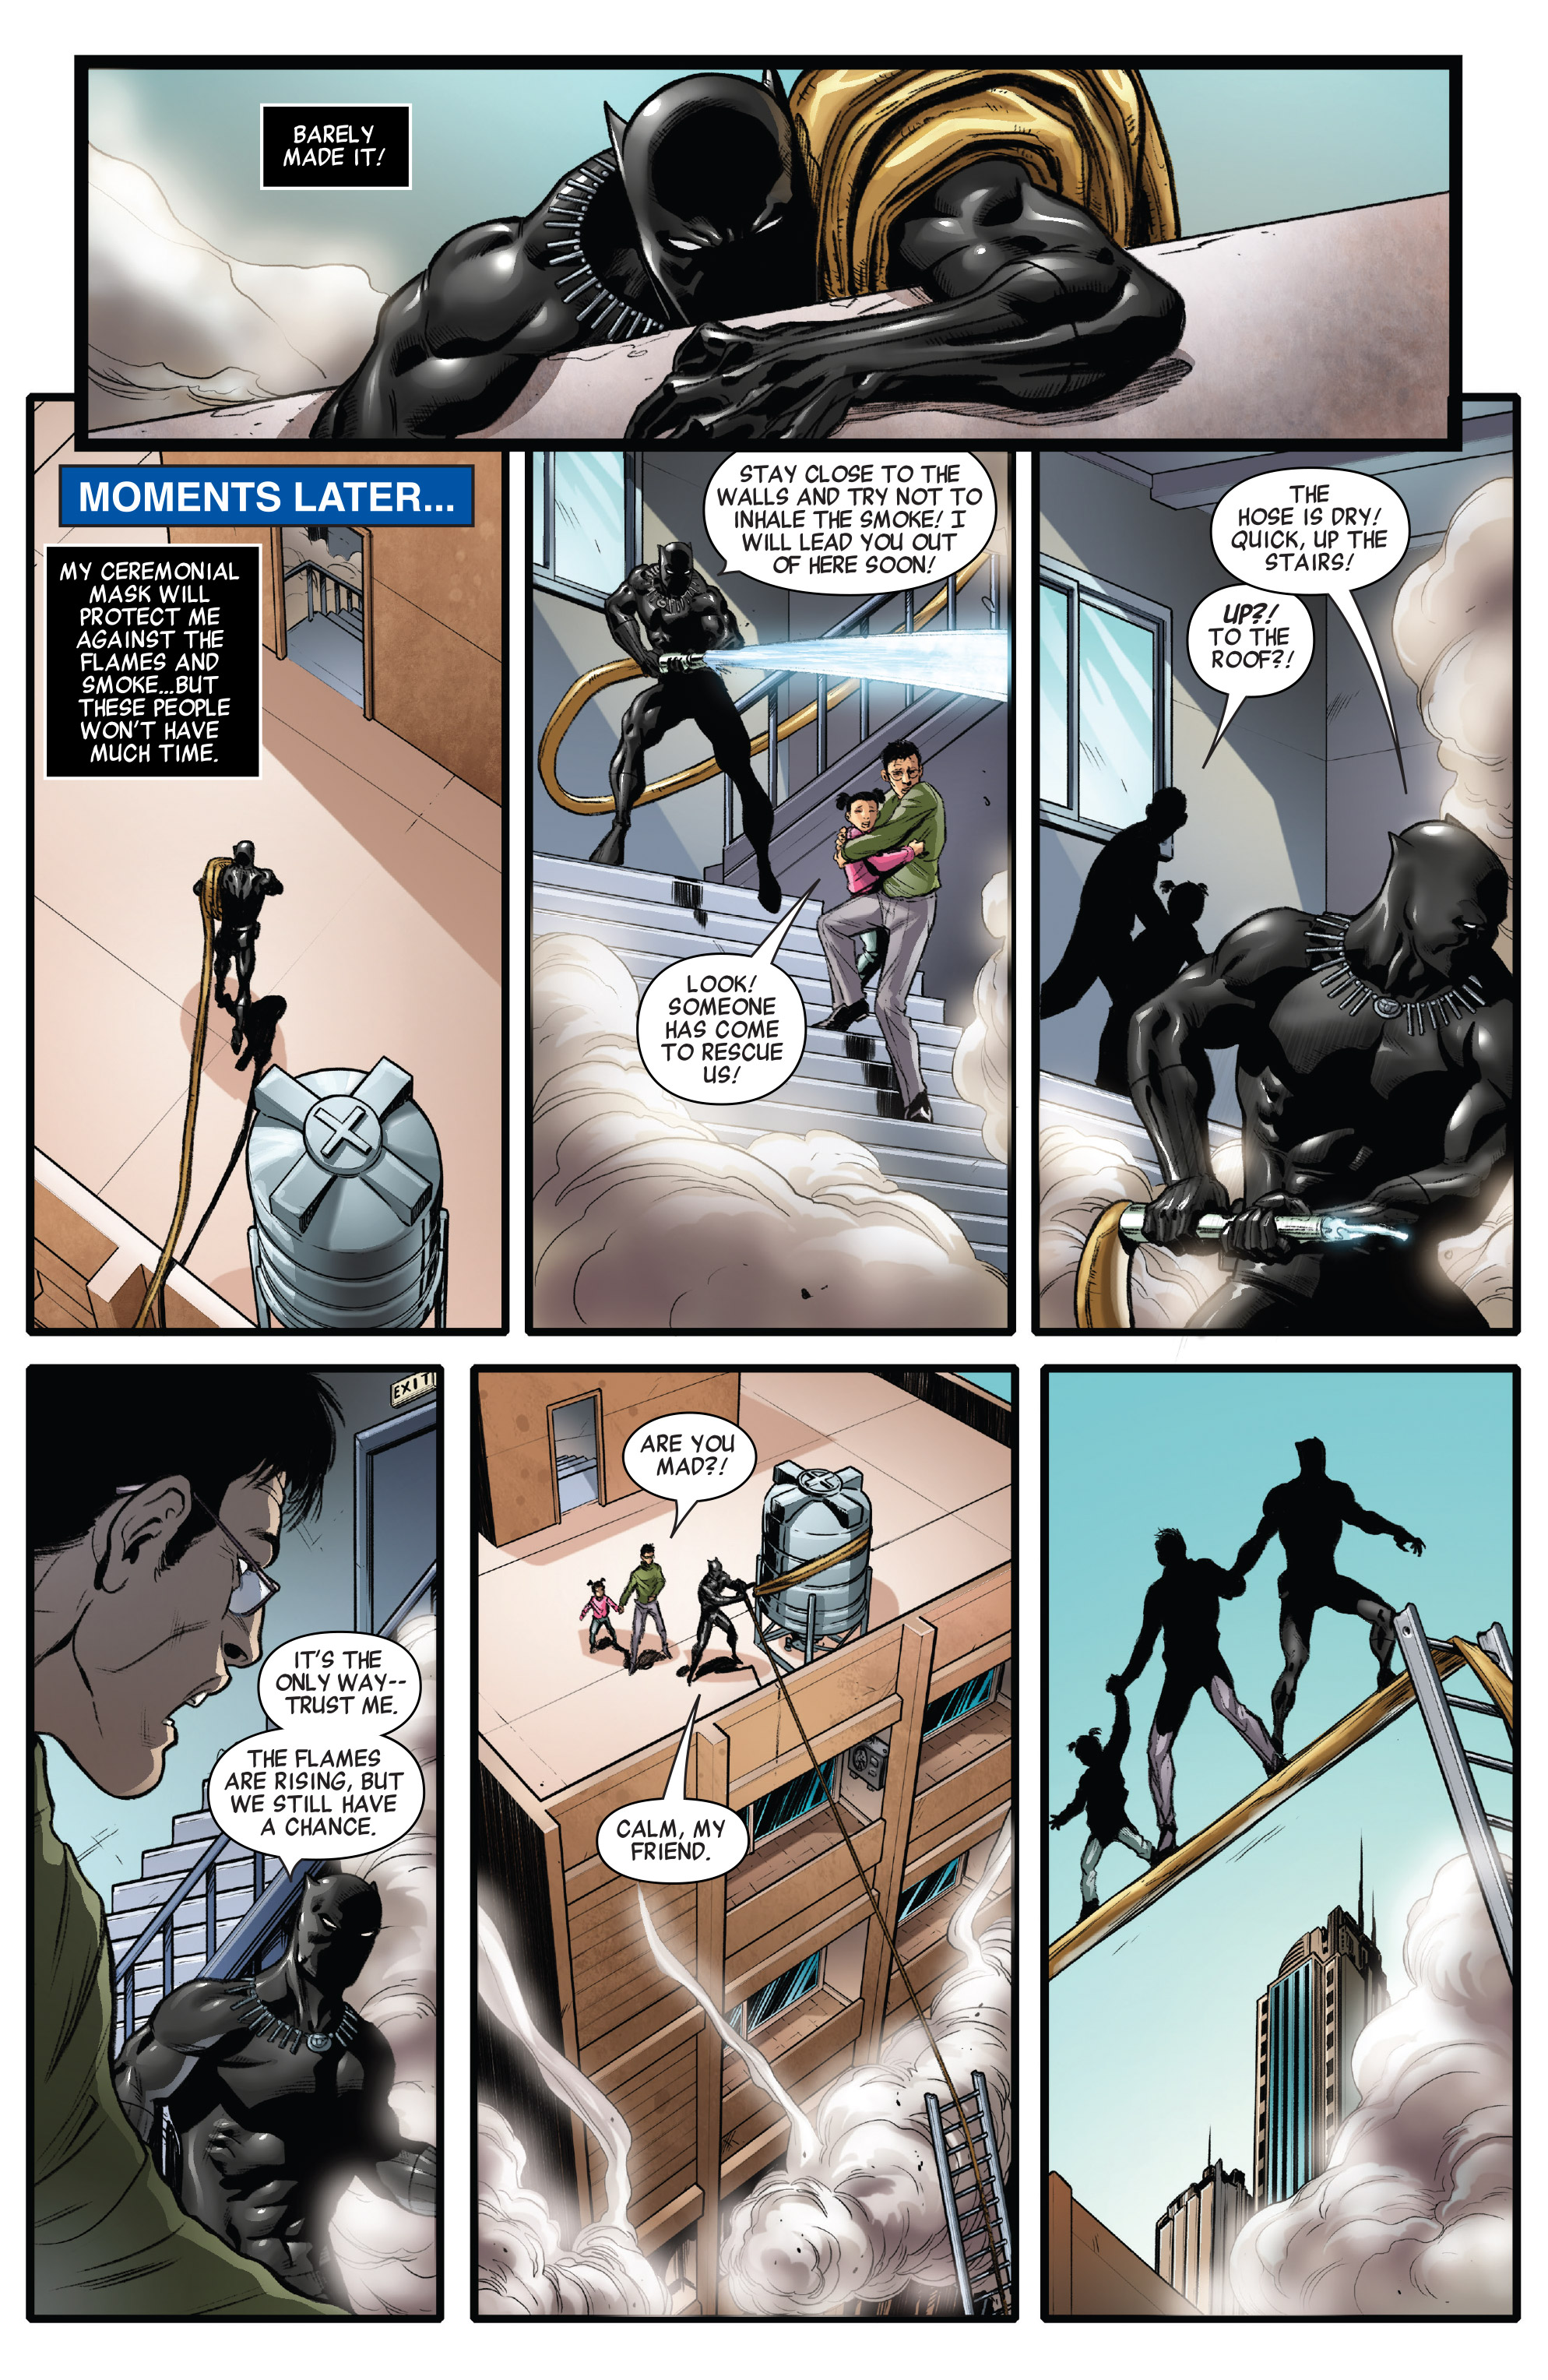 BARELY
MADE IT!
MOMENTS LATER...
MY CEREMONIAL
MASK WILL
PROTECT ME
AGAINST THE
FLAMES AND
SMOKE...BUT
THESE PEOPLE
WON'T HAVE
MUCH TIME.
STAY CLOSE TO THE
WALLS AND TRY NOT TO
INHALE THE SMOKE! I
WILL LEAD YOU OUT
OF HERE SOON!
LOOK!
SOMEONE
HAS COME
TO RESCUE
US!
THE
HOSE IS DRY!
QUICK, UP THE
STAIRS!
UP?!
TO THE
ROOF?!
EXIT
IT'S THE
ONLY WAY--
TRUST ME.
THE FLAMES
ARE RISING, BUT
WE STILL HAVE
A CHANCE.
ARE YOU
MAD?!
CALM, MY
FRIEND.